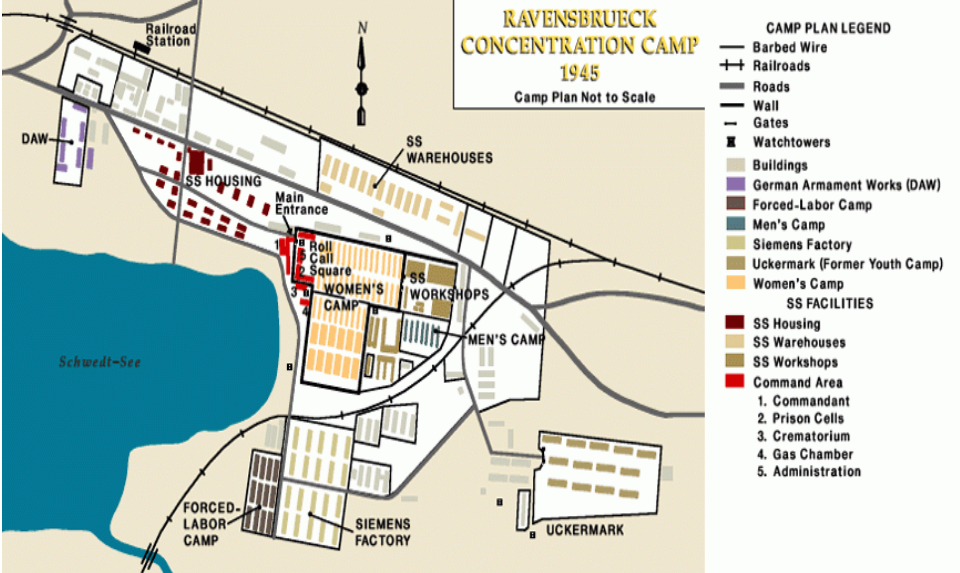 RAVENSBRUECK
CONCENTRATION CAMP
1945
Camp Plan Not to Scale
N
Railroad
Station
DAW
SS
WAREHOUSES
SS HOUSING
Main
Entrance
1
Roll
Call
Square
5
2
3
4
WOMEN'S
CAMP
SS
WORKSHOPS
MEN'S CAMP
Schwedt-See
FORCED-
LABOR
CAMP
SIEMENS
FACTORY
UCKERMARK
CAMP PLAN LEGEND
Barbed Wire
Railroads
Roads
Wall
Gates
Watchtowers
Buildings
German Armament Works (DAW)
Forced-Labor Camp
Men's Camp
Siemens Factory
Uckermark (Former Youth Camp)
Women's Camp
SS FACILITIES
SS Housing
SS Warehouses
SS Workshops
Command Area
1. Commandant
2. Prison Cells
3. Crematorium
4. Gas Chamber
5. Administration